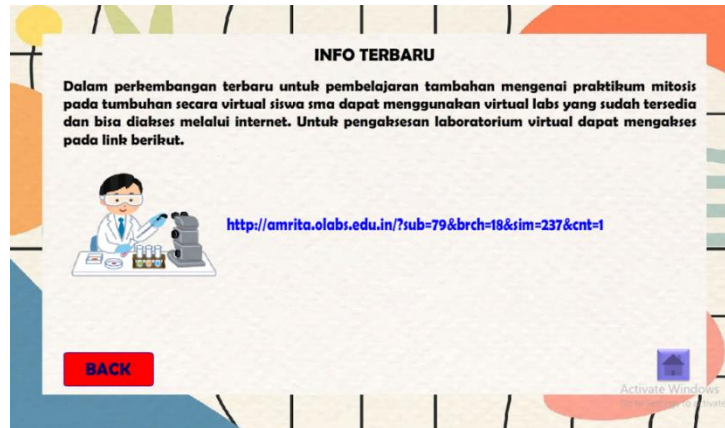 INFO TERBARU
Dalam perkembangan terbaru untuk pembelajaran tambahan mengenai praktikum mitosis
pada tumbuhan secara virtual siswa sma dapat menggunakan virtual labs yang sudah tersedia
dan bisa diakses melalui internet. Untuk pengaksesan laboratorium virtual dapat mengakses
pada link berikut.
http://amrita.olabs.edu.in/?sub=79&brch=18&sim=237&cnt=1
BACK
Activate Windows